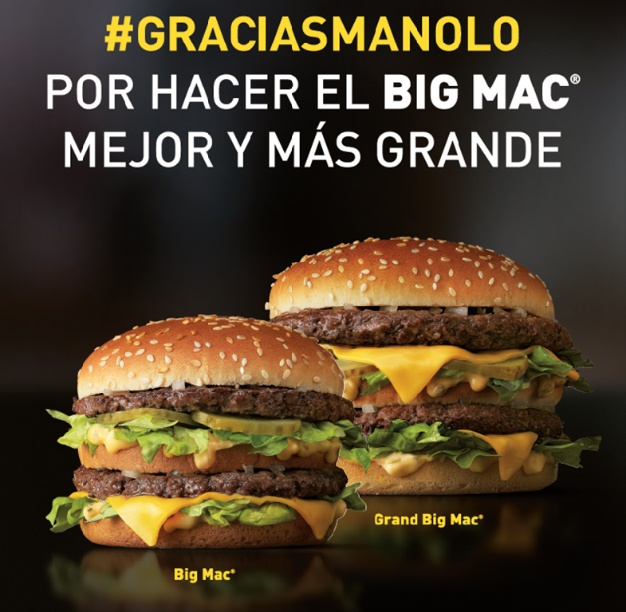 #GRACIASMANOLO
POR HACER EL BIG MAC®
MEJOR Y MÁS GRANDE
Grand Big Mac®
Big Mac®